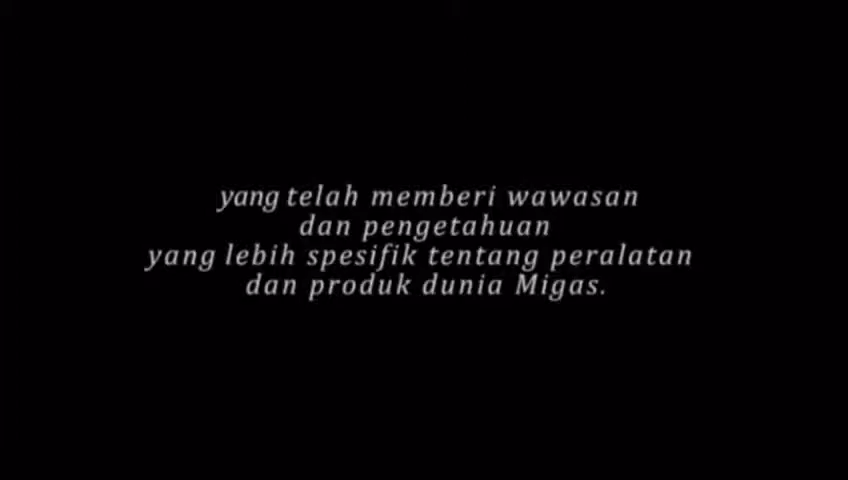 yang telah memberi wawasan
dan pengetahuan
yang lebih spesifik tentang peralatan
dan produk dunia Migas.